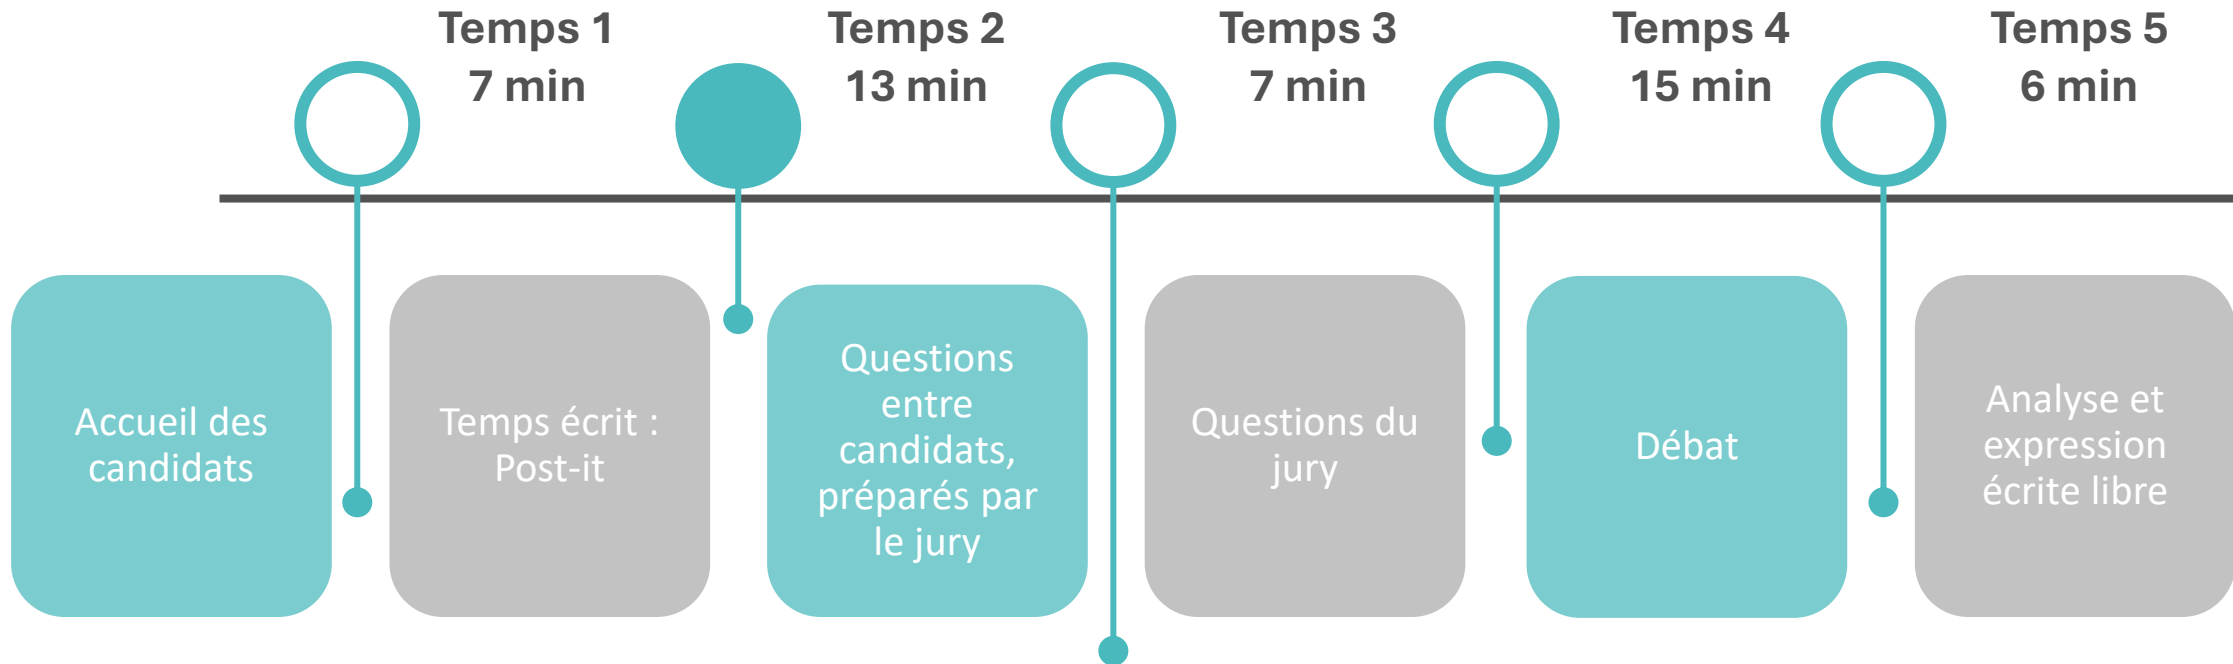 Temps 1
7 min
Temps 2
13 min
Temps 3
7 min
Temps 4
15 min
Temps 5
6 min
Accueil des
candidats
Temps écrit :
Post-it
Questions
entre
candidats,
préparés par
le jury
Questions du
jury
Débat
Analyse et
expression
écrite libre